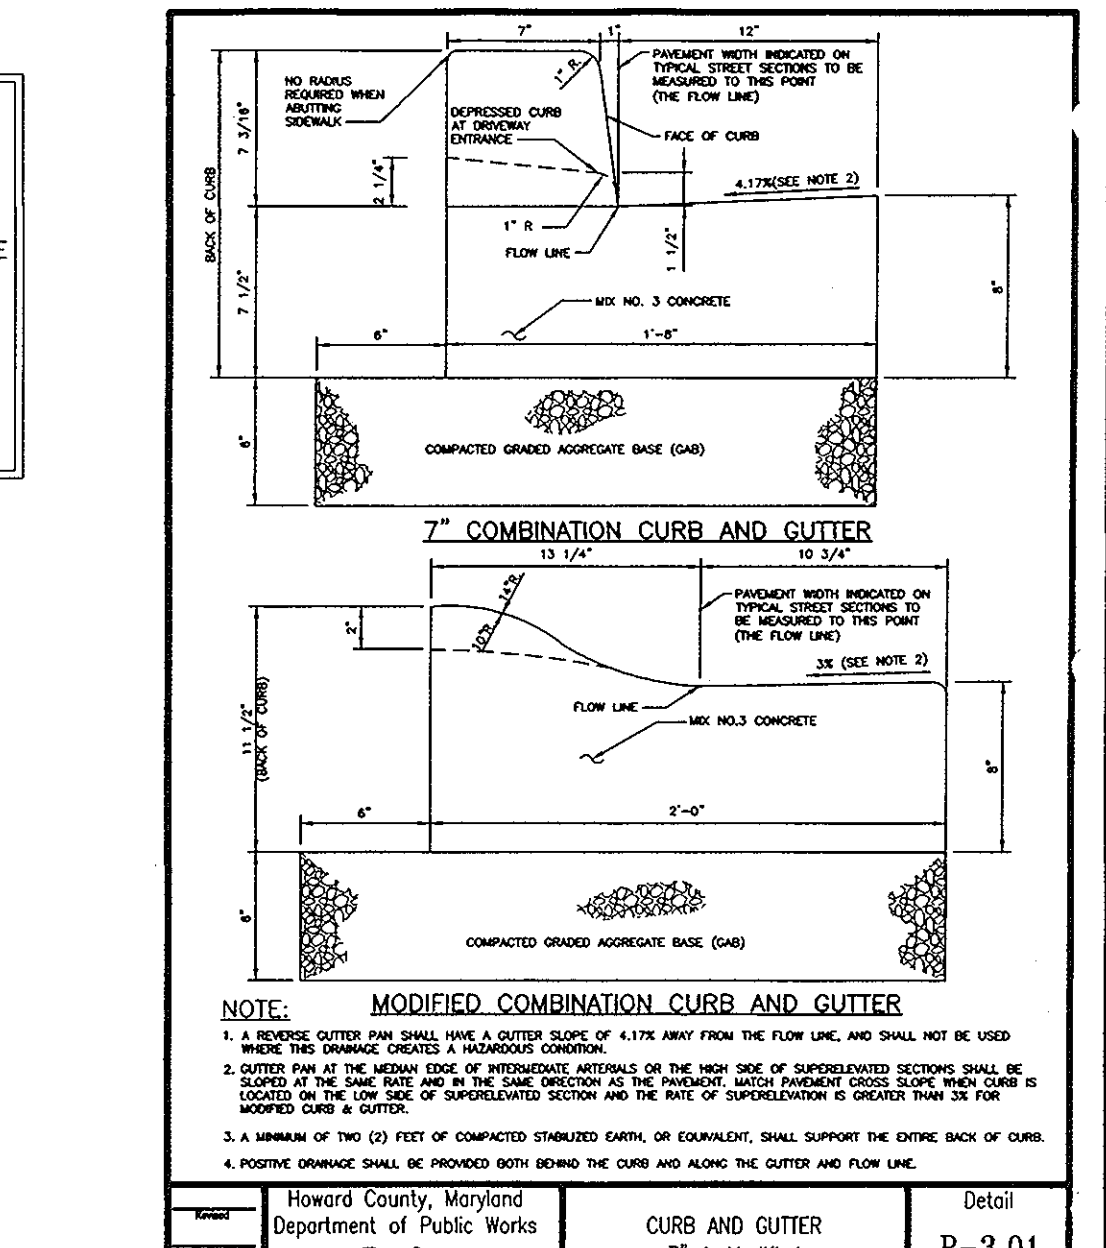 7" 1" 12"
NO RADIUS
REQUIRED WHEN
ABUTTING
SIDEWALK
1" R.
PAVEMENT WIDTH INDICATED ON
TYPICAL STREET SECTIONS TO BE
MEASURED TO THIS POINT
(THE FLOW LINE)
DEPRESSED CURB
AT DRIVEWAY
ENTRANCE
FACE OF CURB
7 3/16"
2 1/4"
4.17%(SEE NOTE 2)
BACK OF CURB
1" R
FLOW LINE
1 1/2"
7 1/2"
8"
MIX NO. 3 CONCRETE
6" 1'-8"
6"
COMPACTED GRADED AGGREGATE BASE (GAB)
7" COMBINATION CURB AND GUTTER
13 1/4" 10 3/4"
14"R.
10"R.
2"
PAVEMENT WIDTH INDICATED ON
TYPICAL STREET SECTIONS TO
BE MEASURED TO THIS POINT
(THE FLOW LINE)
3% (SEE NOTE 2)
FLOW LINE
MIX NO.3 CONCRETE
11 1/2"
(BACK OF CURB)
8"
6" 2'-0"
6"
COMPACTED GRADED AGGREGATE BASE (GAB)
MODIFIED COMBINATION CURB AND GUTTER
NOTE:
1. A REVERSE GUTTER PAN SHALL HAVE A GUTTER SLOPE OF 4.17% AWAY FROM THE FLOW LINE, AND SHALL NOT BE USED
WHERE THIS DRAINAGE CREATES A HAZARDOUS CONDITION.
2. GUTTER PAN AT THE MEDIAN EDGE OF INTERMEDIATE ARTERIALS OR THE HIGH SIDE OF SUPERELEVATED SECTIONS SHALL BE
SLOPED AT THE SAME RATE AND IN THE SAME DIRECTION AS THE PAVEMENT. MATCH PAVEMENT CROSS SLOPE WHEN CURB IS
LOCATED ON THE LOW SIDE OF SUPERELEVATED SECTION AND THE RATE OF SUPERELEVATION IS GREATER THAN 3% FOR
MODIFIED CURB & GUTTER.
3. A MINIMUM OF TWO (2) FEET OF COMPACTED STABILIZED EARTH, OR EQUIVALENT, SHALL SUPPORT THE ENTIRE BACK OF CURB.
4. POSITIVE DRAINAGE SHALL BE PROVIDED BOTH BEHIND THE CURB AND ALONG THE GUTTER AND FLOW LINE.
Revised
Howard County, Maryland
Department of Public Works
CURB AND GUTTER
Detail